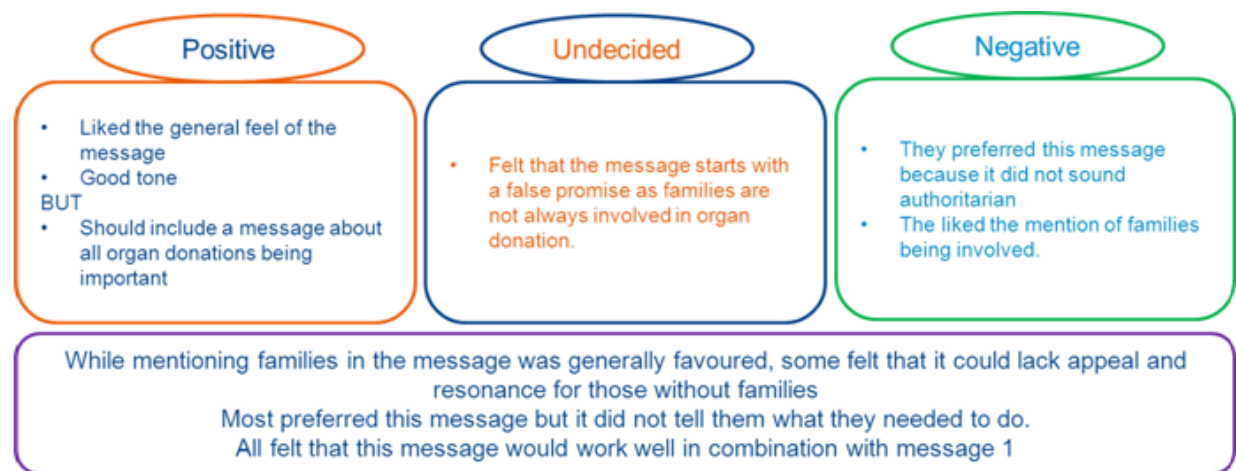 Positive
• Liked the general feel of the
message
• Good tone
BUT
• Should include a message about
all organ donations being
important
Undecided
• Felt that the message starts with
a false promise as families are
not always involved in organ
donation.
Negative
• They preferred this message
because it did not sound
authoritarian
• The liked the mention of families
being involved.
While mentioning families in the message was generally favoured, some felt that it could lack appeal and
resonance for those without families
Most preferred this message but it did not tell them what they needed to do.
All felt that this message would work well in combination with message 1